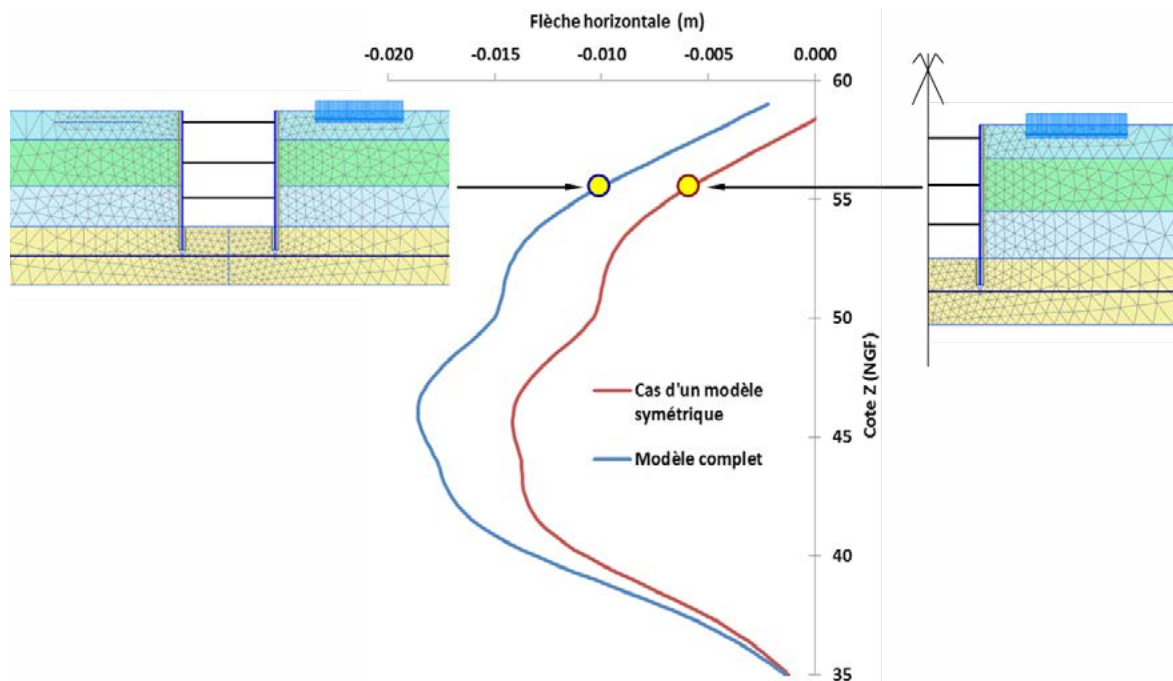 Flèche horizontale (m)
-0.020 -0.015 -0.010 -0.005 0.000
60
55
50
45
40
35
Cote Z (NGF)
Cas d'un modèle
symétrique
Modèle complet